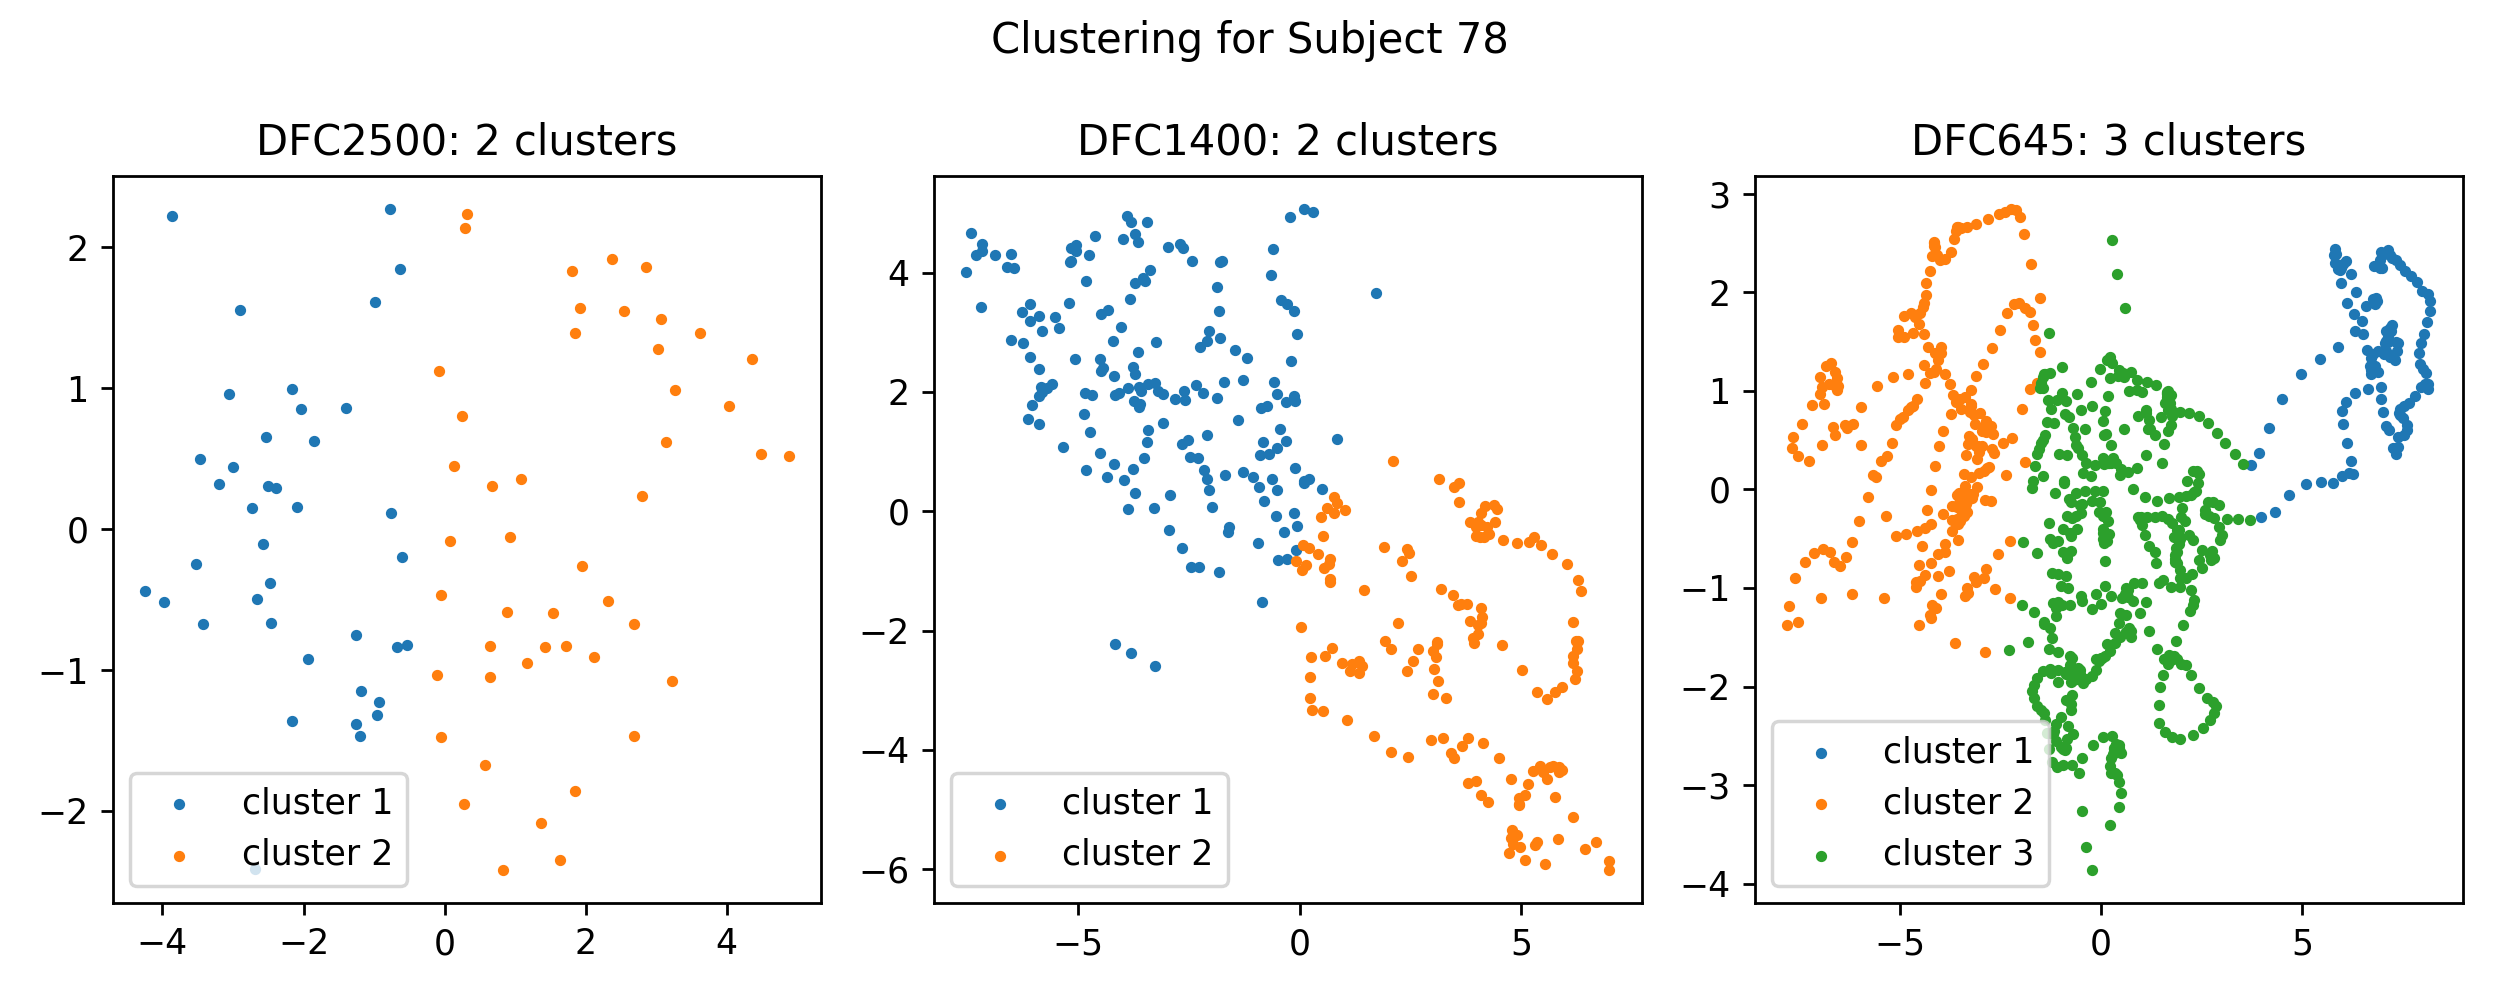 Clustering for Subject 78
DFC2500: 2 clusters
2
1
0
−1
−2
−4
−2
0
2
4
cluster 1
cluster 2
DFC1400: 2 clusters
4
2
0
−2
−4
−6
−5
0
5
cluster 1
cluster 2
DFC645: 3 clusters
3
2
1
0
−1
−2
−3
−4
−5
0
5
cluster 1
cluster 2
cluster 3